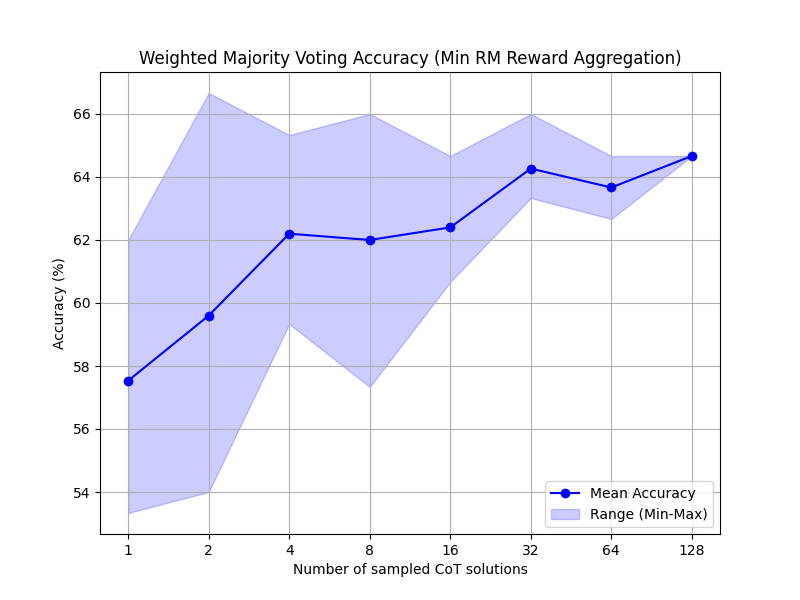 Weighted Majority Voting Accuracy (Min RM Reward Aggregation)
Accuracy (%)
66
64
62
60
58
56
54
Mean Accuracy
Range (Min-Max)
1 2 4 8 16 32 64 128
Number of sampled CoT solutions